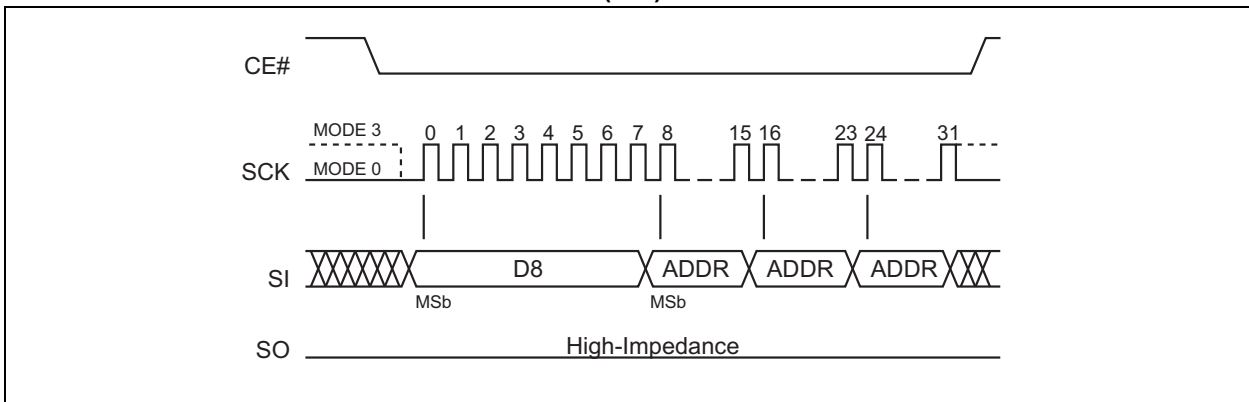 CE#
MODE 3
0 1 2 3 4 5 6 7 8 15 16 23 24 31
SCK MODE 0
SI D8 ADDR ADDR ADDR
MSb MSb
SO High-Impedance